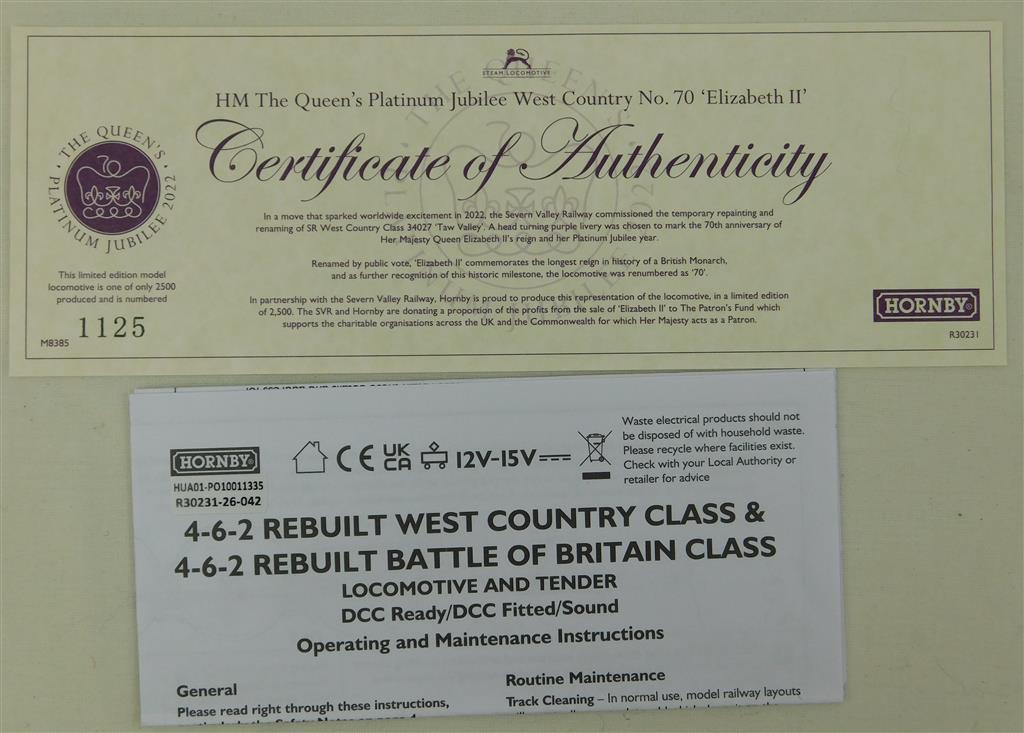 STEAM LOCOMOTIVE
HM The Queen's Platinum Jubilee West Country No. 70 'Elizabeth II'
Certificate of Authenticity
THE QUEEN'S PLATINUM JUBILEE 2022
70
In a move that sparked worldwide excitement in 2022, the Severn Valley Railway commissioned the temporary repainting and
renaming of SR West Country Class 34027 'Taw Valley'. A head turning purple livery was chosen to mark the 70th anniversary of
Her Majesty Queen Elizabeth II's reign and her Platinum Jubilee year.
Renamed by public vote, 'Elizabeth II' commemorates the longest reign in history of a British Monarch,
and as further recognition of this historic milestone, the locomotive was renumbered as '70'.
In partnership with the Severn Valley Railway, Hornby is proud to produce this representation of the locomotive, in a limited edition
of 2,500. The SVR and Hornby are donating a proportion of the profits from the sale of 'Elizabeth II' to The Patron's Fund which
supports the charitable organisations across the UK and the Commonwealth for which Her Majesty acts as a Patron.
This limited edition model
locomotive is one of only 2500
produced and is numbered
1125
M8385
HORNBY®
R30231
HORNBY
HUA01-PO10011335
R30231-26-042
CE UK CA 12V-15V
Waste electrical products should not
be disposed of with household waste.
Please recycle where facilities exist.
Check with your Local Authority or
retailer for advice
4-6-2 REBUILT WEST COUNTRY CLASS &
4-6-2 REBUILT BATTLE OF BRITAIN CLASS
LOCOMOTIVE AND TENDER
DCC Ready/DCC Fitted/Sound
Operating and Maintenance Instructions
General
Please read right through these instructions,
Routine Maintenance
Track Cleaning – In normal use, model railway layouts